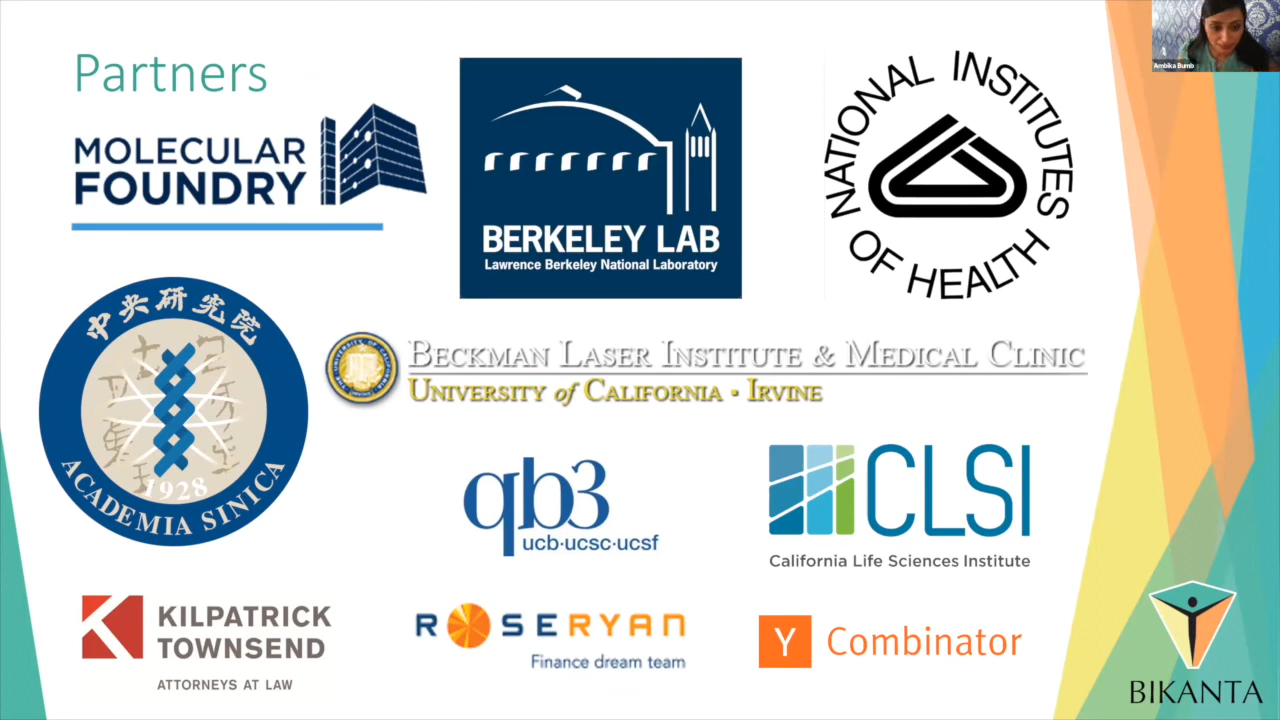 Partners
Ambika Bumb
MOLECULAR
FOUNDRY
BERKELEY LAB
Lawrence Berkeley National Laboratory
NATIONAL INSTITUTES
OF HEALTH
中央研究院
1928
ACADEMIA SINICA
BECKMAN LASER INSTITUTE & MEDICAL CLINIC
UNIVERSITY of CALIFORNIA • IRVINE
qb3
ucb·ucsc·ucsf
CLSI
California Life Sciences Institute
KILPATRICK
TOWNSEND
ATTORNEYS AT LAW
ROSERYAN
Finance dream team
Y Combinator
BIKANTA